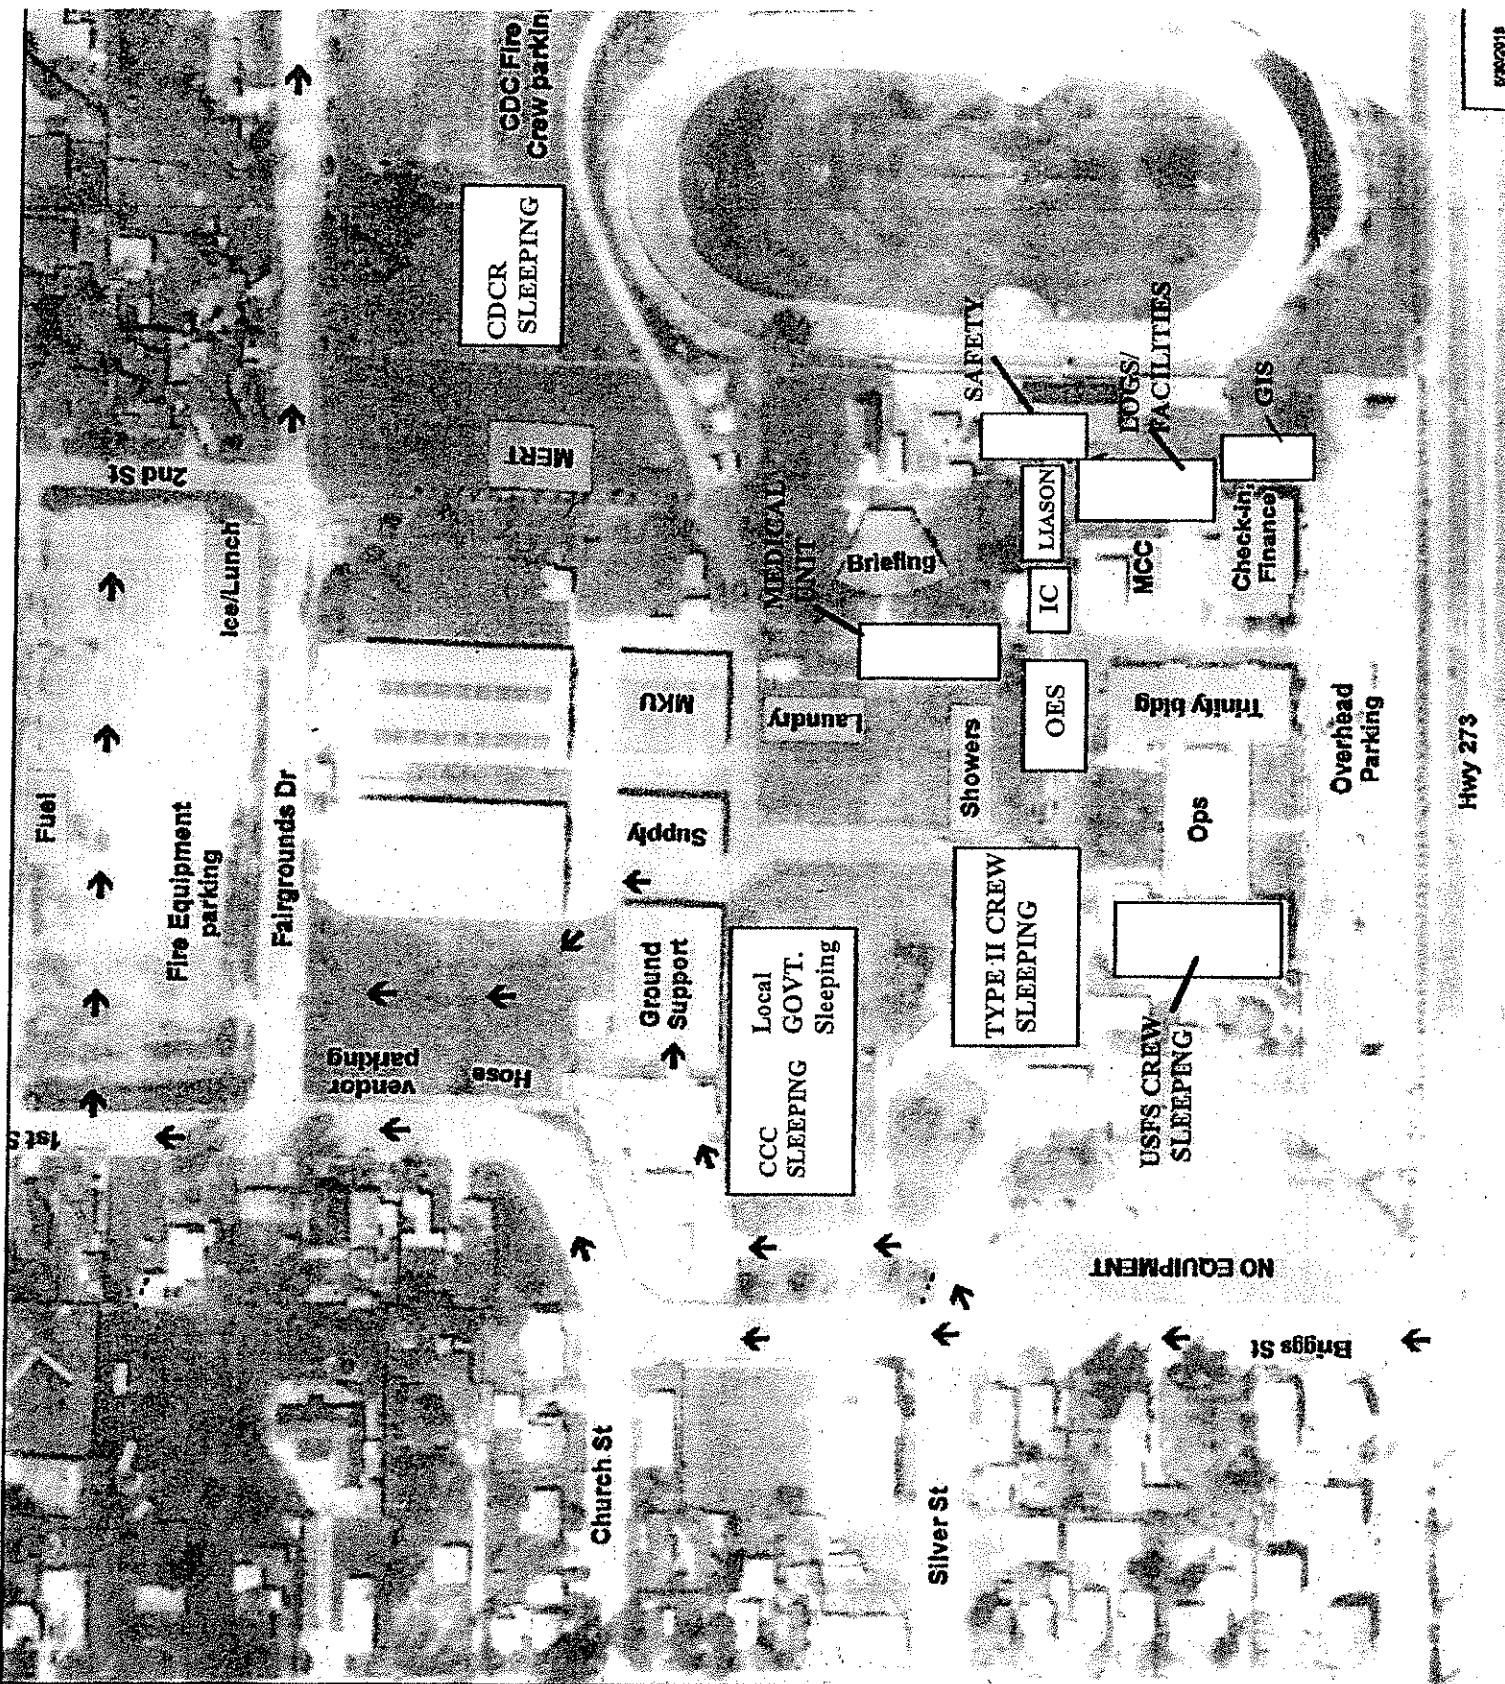 1st S
Fuel
2nd St
Fire Equipment
parking
Ice/Lunch
Fairgrounds Dr
CDC Fire
Crew parkin
CDCR
SLEEPING
MERT
vendor
parking
Hose
Ground
Support
Supply
MKU
Church St
CCC
SLEEPING
Local
GOVT.
Sleeping
Laundry
MEDICAL
UNIT
Briefing
Silver St
TYPE II CREW
SLEEPING
Showers
OES
IC
LIASON
SAFETY
USFS CREW
SLEEPING
Ops
Trinity bldg
MCC
LOGS/
FACILITIES
NO EQUIPMENT
Briggs St
Check-in,
Finance
GIS
Overhead
Parking
Hwy 273